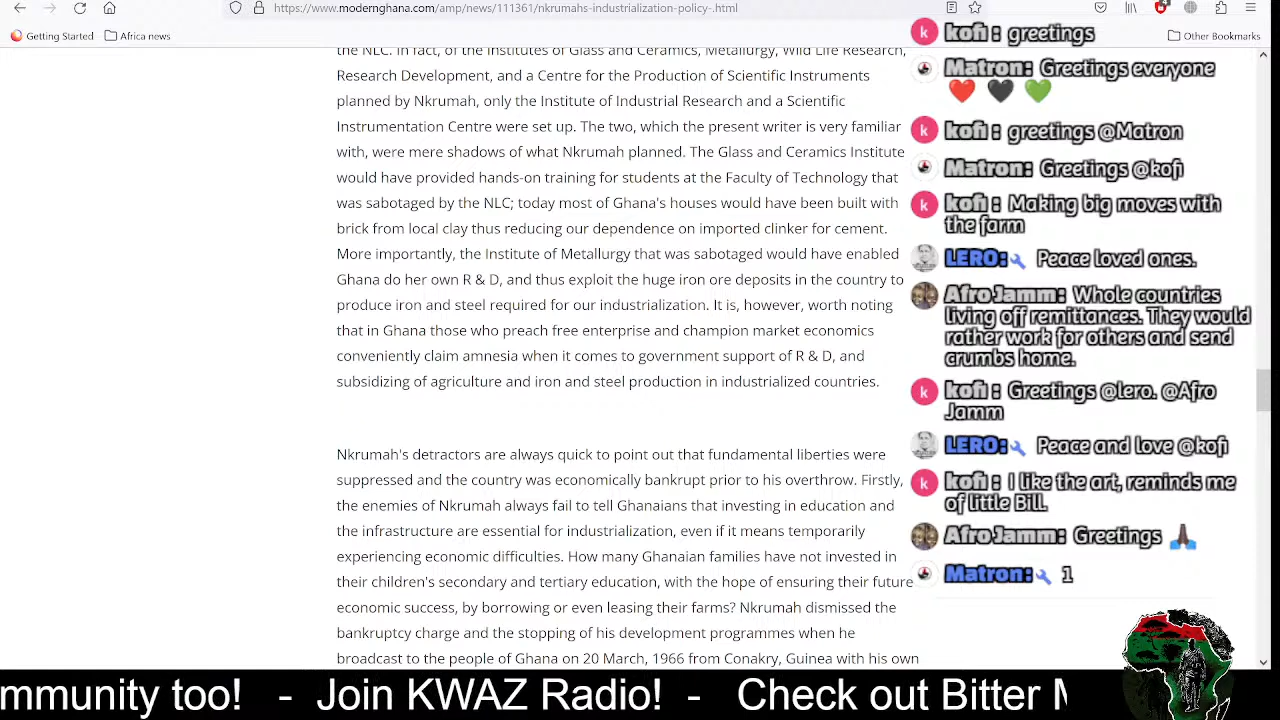 https://www.modernghana.com/amp/news/111361/nkrumahs-industrialization-policy-.html
Getting Started
Africa news
Other Bookmarks
the NLC. In fact, of the Institutes of Glass and Ceramics, Metallurgy, Wild Life Research,
Research Development, and a Centre for the Production of Scientific Instruments
planned by Nkrumah, only the Institute of Industrial Research and a Scientific
Instrumentation Centre were set up. The two, which the present writer is very familiar
with, were mere shadows of what Nkrumah planned. The Glass and Ceramics Institute
would have provided hands-on training for students at the Faculty of Technology that
was sabotaged by the NLC; today most of Ghana's houses would have been built with
brick from local clay thus reducing our dependence on imported clinker for cement.
More importantly, the Institute of Metallurgy that was sabotaged would have enabled
Ghana do her own R & D, and thus exploit the huge iron ore deposits in the country to
produce iron and steel required for our industrialization. It is, however, worth noting
that in Ghana those who preach free enterprise and champion market economics
conveniently claim amnesia when it comes to government support of R & D, and
subsidizing of agriculture and iron and steel production in industrialized countries.
Nkrumah's detractors are always quick to point out that fundamental liberties were
suppressed and the country was economically bankrupt prior to his overthrow. Firstly,
the enemies of Nkrumah always fail to tell Ghanaians that investing in education and
the infrastructure are essential for industrialization, even if it means temporarily
experiencing economic difficulties. How many Ghanaian families have not invested in
their children's secondary and tertiary education, with the hope of ensuring their future
economic success, by borrowing or even leasing their farms? Nkrumah dismissed the
bankruptcy charge and the stopping of his development programmes when he
broadcast to the people of Ghana on 20 March, 1966 from Conakry, Guinea with his own
k kofi : greetings
Matron: Greetings everyone
❤️ 🖤 💚
k kofi : greetings @Matron
Matron: Greetings @kofi
k kofi : Making big moves with
the farm
LERO: Peace loved ones.
Afro Jamm: Whole countries
living off remittances. They would
rather work for others and send
crumbs home.
k kofi : Greetings @lero. @Afro
Jamm
LERO: Peace and love @kofi
k kofi : I like the art, reminds me
of little Bill.
Afro Jamm: Greetings 🙏🏿
Matron: 1
mmunity too! - Join KWAZ Radio! - Check out Bitter M